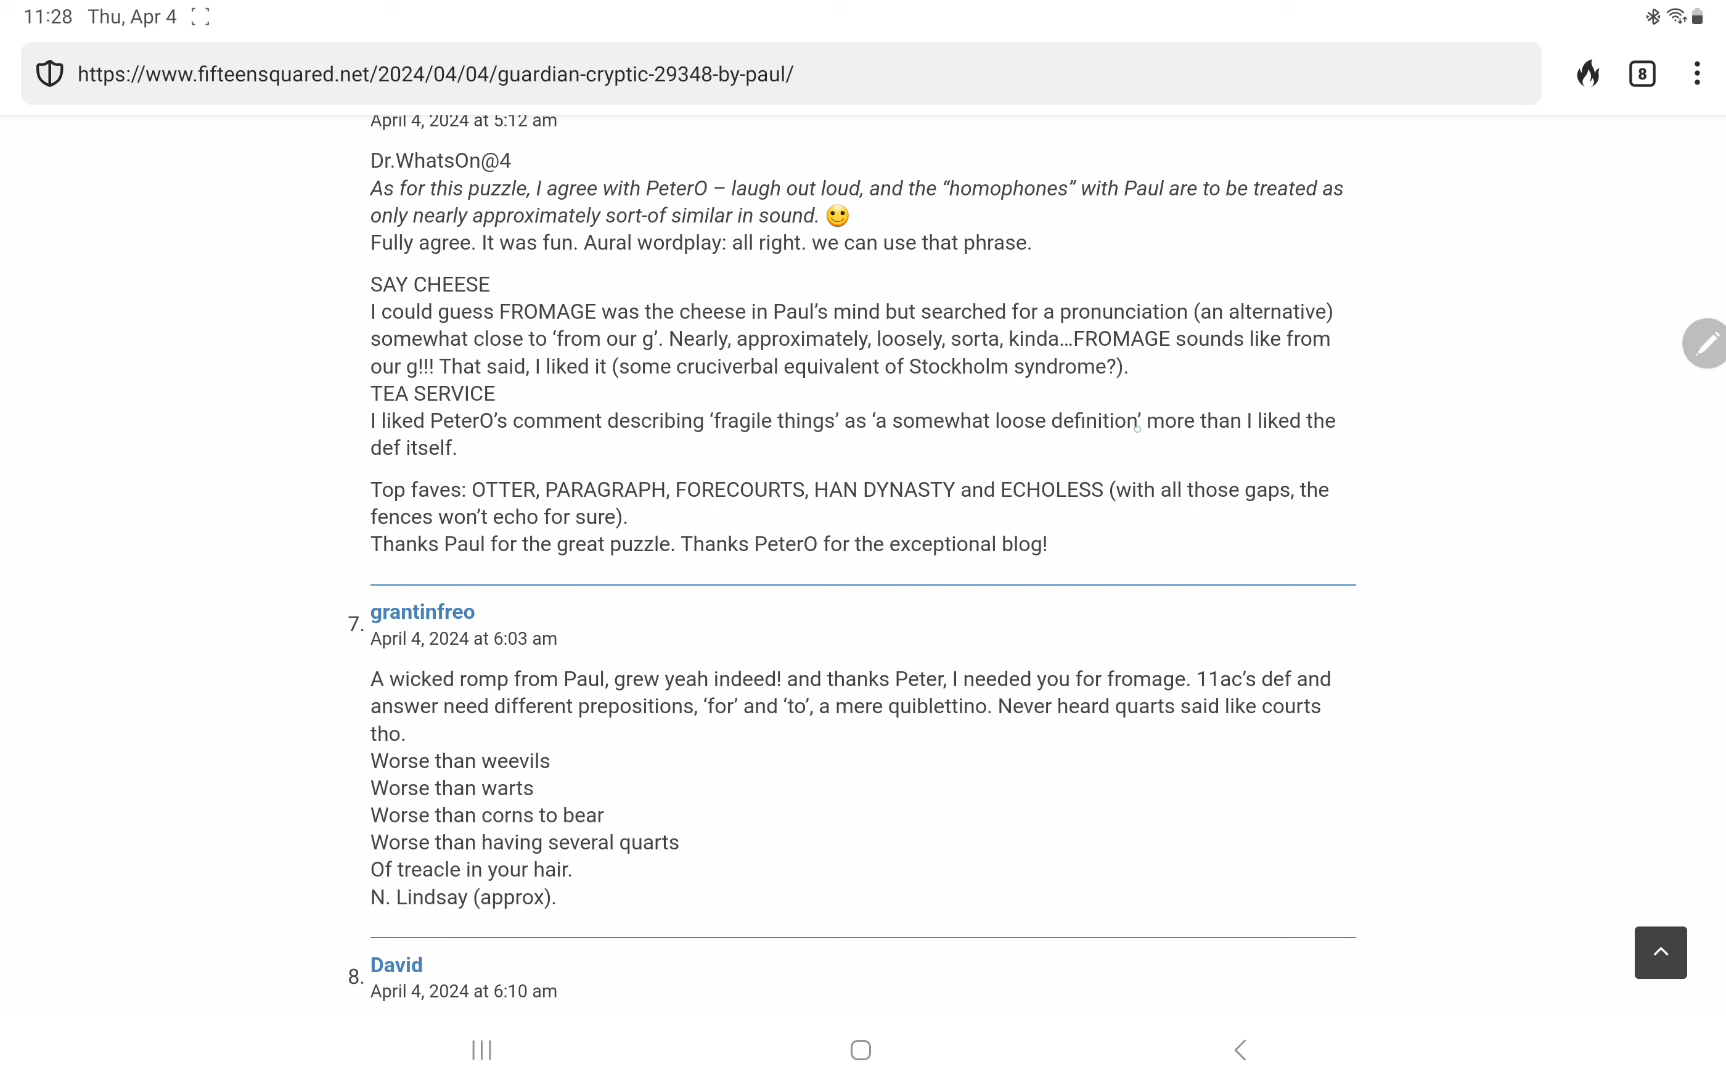 11:28 Thu, Apr 4
https://www.fifteensquared.net/2024/04/04/guardian-cryptic-29348-by-paul/
8
April 4, 2024 at 5:12 am
Dr.WhatsOn@4
As for this puzzle, I agree with PeterO – laugh out loud, and the “homophones” with Paul are to be treated as
only nearly approximately sort-of similar in sound. 🙂
Fully agree. It was fun. Aural wordplay: all right. we can use that phrase.
SAY CHEESE
I could guess FROMAGE was the cheese in Paul’s mind but searched for a pronunciation (an alternative)
somewhat close to ‘from our g’. Nearly, approximately, loosely, sorta, kinda…FROMAGE sounds like from
our g!!! That said, I liked it (some cruciverbal equivalent of Stockholm syndrome?).
TEA SERVICE
I liked PeterO’s comment describing ‘fragile things’ as ‘a somewhat loose definition’ more than I liked the
def itself.
Top faves: OTTER, PARAGRAPH, FORECOURTS, HAN DYNASTY and ECHOLESS (with all those gaps, the
fences won’t echo for sure).
Thanks Paul for the great puzzle. Thanks PeterO for the exceptional blog!
7. grantinfreo
April 4, 2024 at 6:03 am
A wicked romp from Paul, grew yeah indeed! and thanks Peter, I needed you for fromage. 11ac’s def and
answer need different prepositions, ‘for’ and ‘to’, a mere quiblettino. Never heard quarts said like courts
tho.
Worse than weevils
Worse than warts
Worse than corns to bear
Worse than having several quarts
Of treacle in your hair.
N. Lindsay (approx).
8. David
April 4, 2024 at 6:10 am